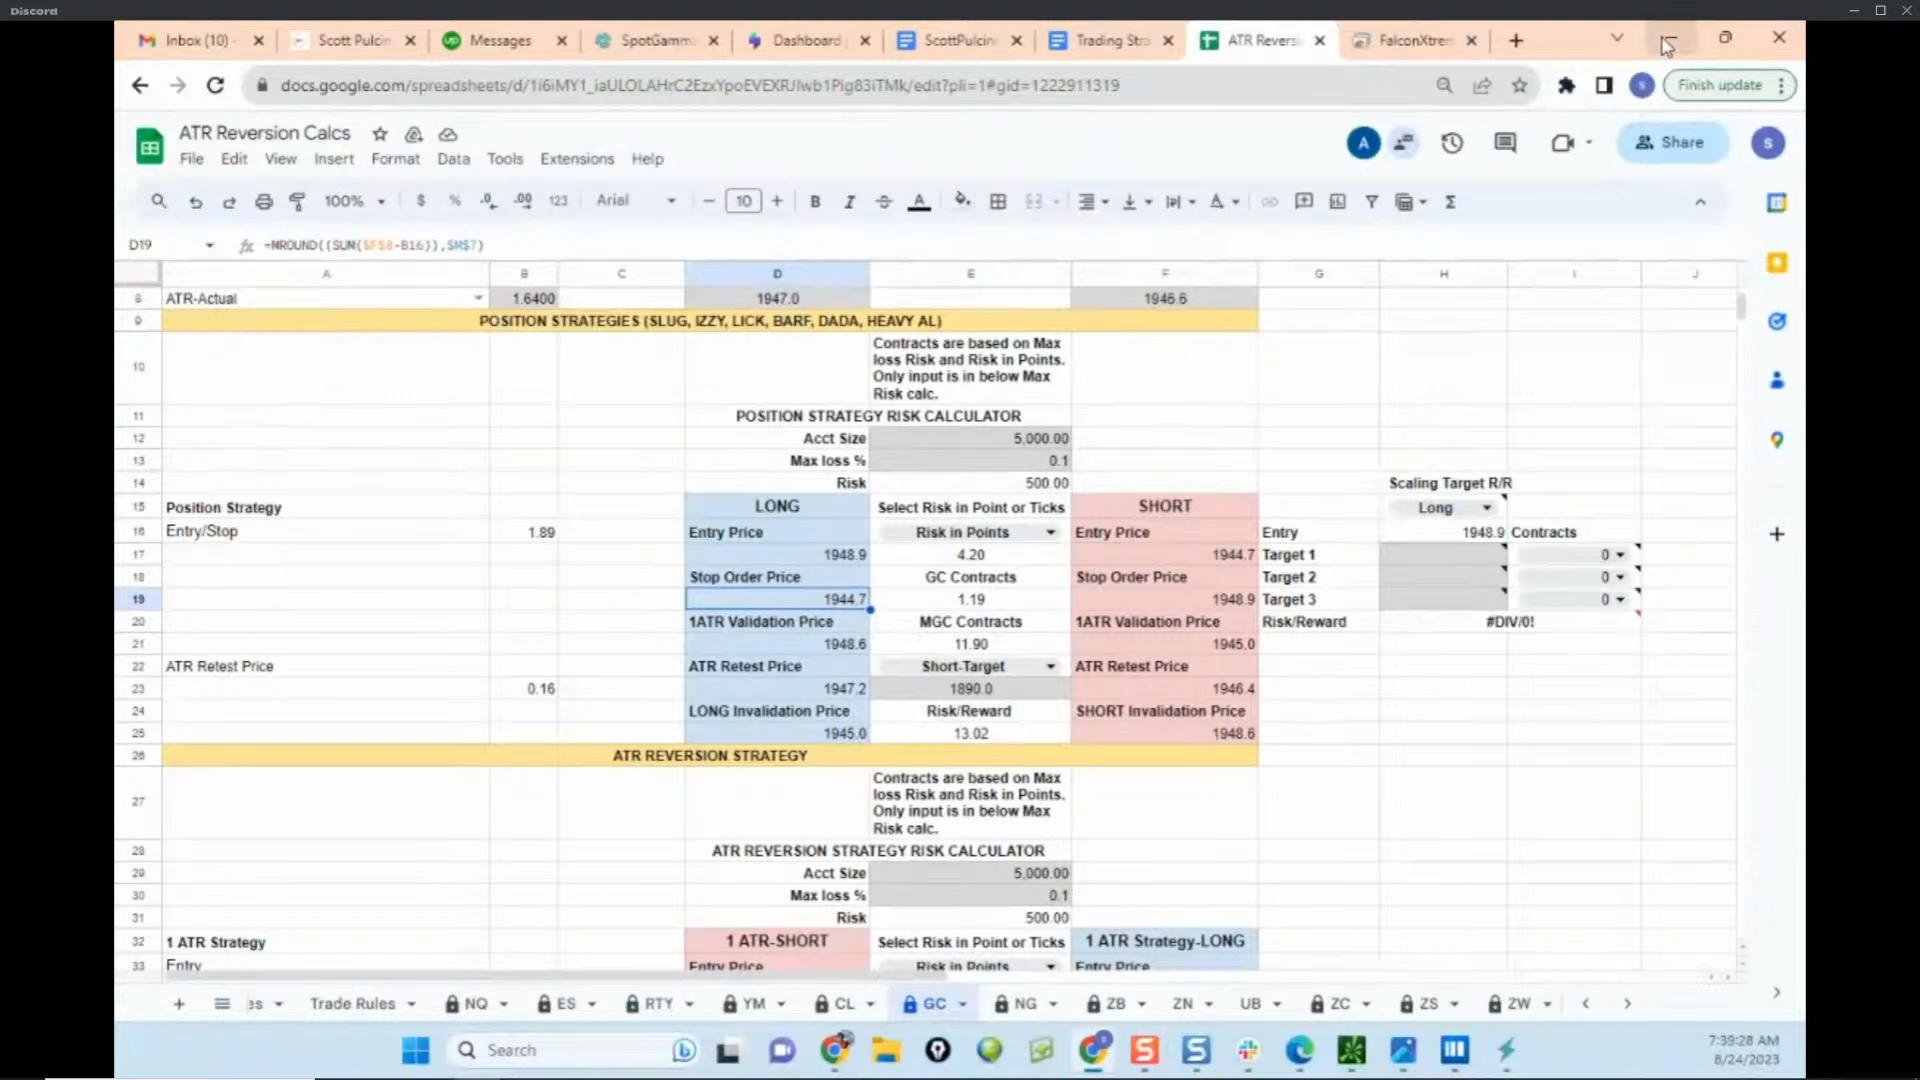 Discord
Inbox (10)
Scott Pulcin
Messages
SpotGamm
Dashboard
ScottPulcin
Trading Stra
ATR Reversi
FalconXtrem
docs.google.com/spreadsheets/d/1i6iMY1_iaULOLAHrC2EzxYpoEVEXRJIwb1Pig83iTMk/edit?pli=1#gid=1222911319
S
Finish update
ATR Reversion Calcs
File Edit View Insert Format Data Tools Extensions Help
A
Share
S
100% $ % .0 .00 123 Arial 10 B I A
D19 fx =MROUND((SUM($F$8-B16)),$M$7)
A B C D E F G H I J
8 ATR-Actual 1.6400 1947.0 1946.6
9 POSITION STRATEGIES (SLUG, IZZY, LICK, BARF, DADA, HEAVY AL)
10 Contracts are based on Max
loss Risk and Risk in Points.
Only input is in below Max
Risk calc.
11 POSITION STRATEGY RISK CALCULATOR
12 Acct Size 5,000.00
13 Max loss % 0.1
14 Risk 500.00 Scaling Target R/R
15 Position Strategy LONG Select Risk in Point or Ticks SHORT Long
16 Entry/Stop 1.89 Entry Price Risk in Points Entry Price Entry 1948.9 Contracts
17 1948.9 4.20 1944.7 Target 1 0
18 Stop Order Price GC Contracts Stop Order Price Target 2 0
19 1944.7 1.19 1948.9 Target 3 0
20 1ATR Validation Price MGC Contracts 1ATR Validation Price Risk/Reward #DIV/0!
21 1948.6 11.90 1945.0
22 ATR Retest Price ATR Retest Price Short-Target ATR Retest Price
23 0.16 1947.2 1890.0 1946.4
24 LONG Invalidation Price Risk/Reward SHORT Invalidation Price
25 1945.0 13.02 1948.6
26 ATR REVERSION STRATEGY
27 Contracts are based on Max
loss Risk and Risk in Points.
Only input is in below Max
Risk calc.
28 ATR REVERSION STRATEGY RISK CALCULATOR
29 Acct Size 5,000.00
30 Max loss % 0.1
31 Risk 500.00
32 1 ATR Strategy 1 ATR-SHORT Select Risk in Point or Ticks 1 ATR Strategy-LONG
33 Entry Entry Price Risk in Points Entry Price
es Trade Rules NQ ES RTY YM CL GC NG ZB ZN UB ZC ZS ZW
Search
7:39:28 AM
8/24/2023